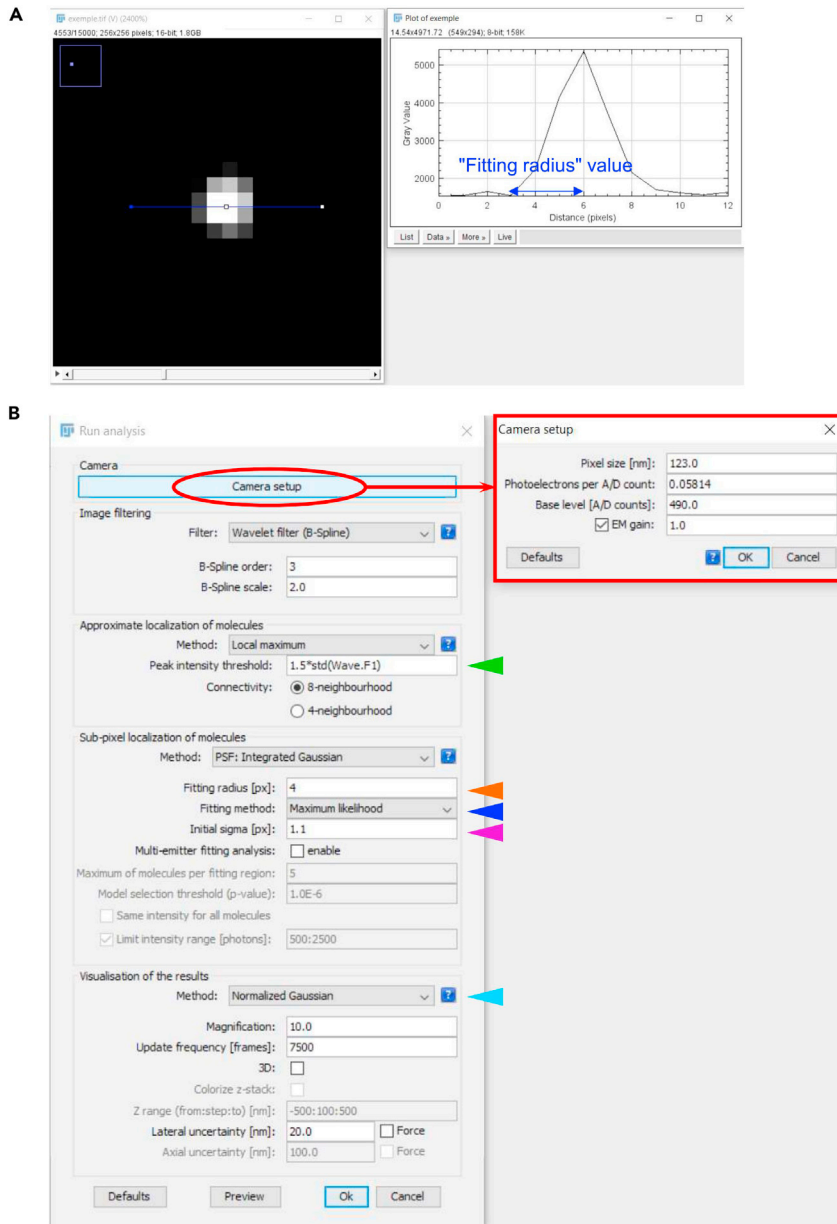 A
exemple.tif (V) (2400%)
4553/15000; 256x256 pixels; 16-bit; 1.8GB
Plot of exemple
14.54x4971.72 (549x294); 8-bit; 158K
5000
4000
3000
2000
Gray Value
"Fitting radius" value
0 2 4 6 8 10 12
Distance (pixels)
List Data » More » Live
B
Run analysis
Camera
Camera setup
Image filtering
Filter: Wavelet filter (B-Spline)
B-Spline order: 3
B-Spline scale: 2.0
Approximate localization of molecules
Method: Local maximum
Peak intensity threshold: 1.5*std(Wave.F1)
Connectivity: 8-neighbourhood
4-neighbourhood
Sub-pixel localization of molecules
Method: PSF: Integrated Gaussian
Fitting radius [px]: 4
Fitting method: Maximum likelihood
Initial sigma [px]: 1.1
Multi-emitter fitting analysis: enable
Maximum of molecules per fitting region: 5
Model selection threshold (p-value): 1.0E-6
Same intensity for all molecules
Limit intensity range [photons]: 500:2500
Visualisation of the results
Method: Normalized Gaussian
Magnification: 10.0
Update frequency [frames]: 7500
3D:
Colorize z-stack:
Z range (from:step:to) [nm]: -500:100:500
Lateral uncertainty [nm]: 20.0 Force
Axial uncertainty [nm]: 100.0 Force
Defaults Preview Ok Cancel
Camera setup
Pixel size [nm]: 123.0
Photoelectrons per A/D count: 0.05814
Base level [A/D counts]: 490.0
EM gain: 1.0
Defaults OK Cancel